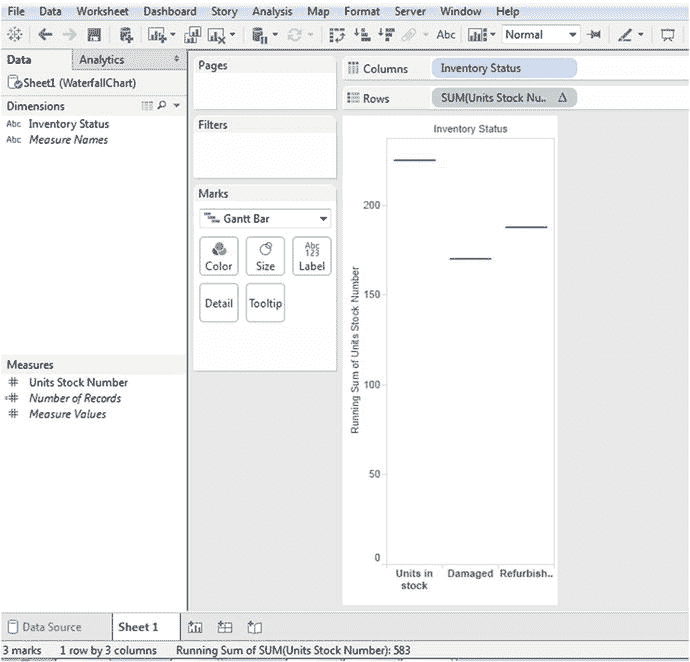 File Data Worksheet Dashboard Story Analysis Map Format Server Window Help
Abc Normal
Data Analytics
Sheet1 (WaterfallChart)
Dimensions
Abc Inventory Status
Abc Measure Names
Measures
# Units Stock Number
=# Number of Records
# Measure Values
Pages
Filters
Marks
Gantt Bar
Color Size Abc 123 Label
Detail Tooltip
Columns Inventory Status
Rows SUM(Units Stock Nu.. Δ
Inventory Status
Running Sum of Units Stock Number
200
150
100
50
0
Units in stock Damaged Refurbish..
Data Source Sheet 1
3 marks 1 row by 3 columns Running Sum of SUM(Units Stock Number): 583